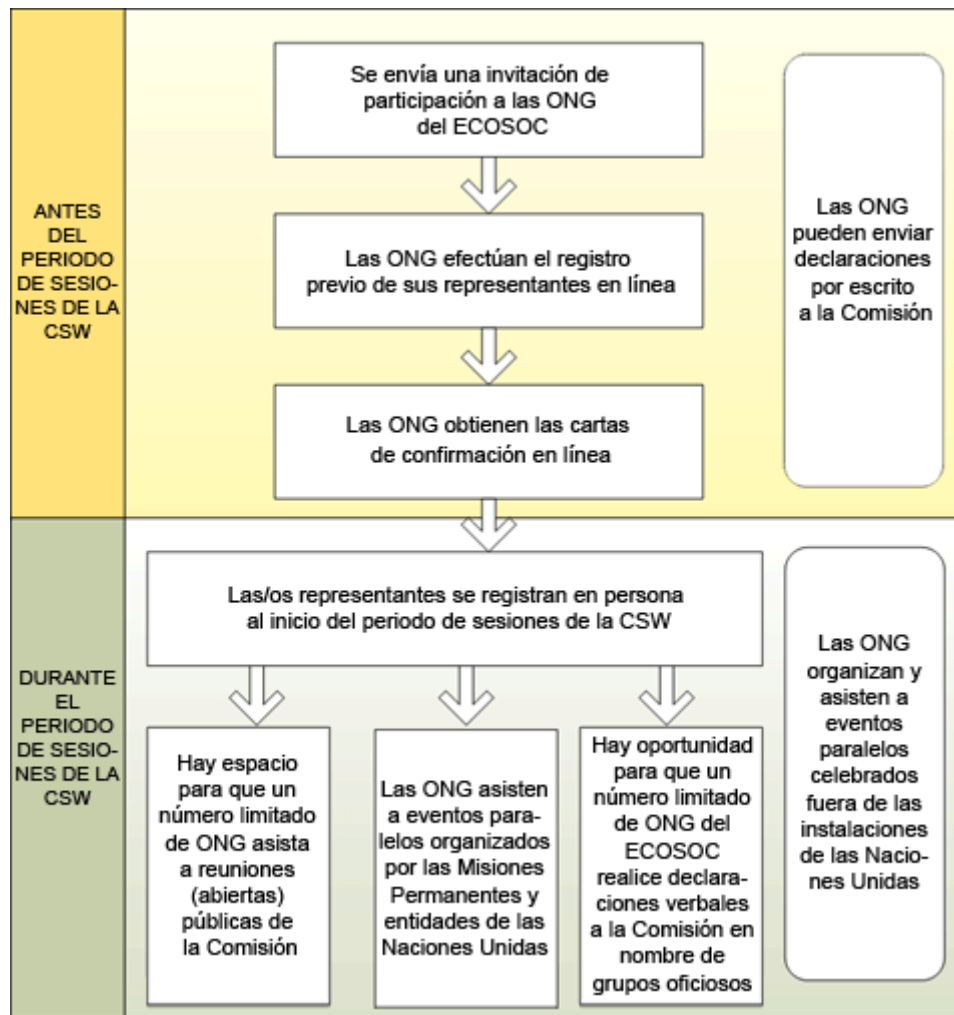 ANTES
DEL
PERIODO
DE SESIO-
NES DE LA
CSW
Se envía una invitación de
participación a las ONG
del ECOSOC
Las ONG efectúan el registro
previo de sus representantes en línea
Las ONG obtienen las cartas
de confirmación en línea
Las ONG
pueden enviar
declaraciones
por escrito
a la Comisión
DURANTE
EL
PERIODO
DE SESIO-
NES DE LA
CSW
Las/os representantes se registran en persona
al inicio del periodo de sesiones de la CSW
Hay espacio
para que un
número limitado
de ONG asista
a reuniones
(abiertas)
públicas de
la Comisión
Las ONG asisten
a eventos para-
lelos organizados
por las Misiones
Permanentes y
entidades de las
Naciones Unidas
Hay oportunidad
para que un
número limitado
de ONG del
ECOSOC
realice declara-
ciones verbales
a la Comisión en
nombre de
grupos oficiosos
Las ONG
organizan y
asisten a
eventos
paralelos
celebrados
fuera de las
instalaciones
de las Nacio-
nes Unidas